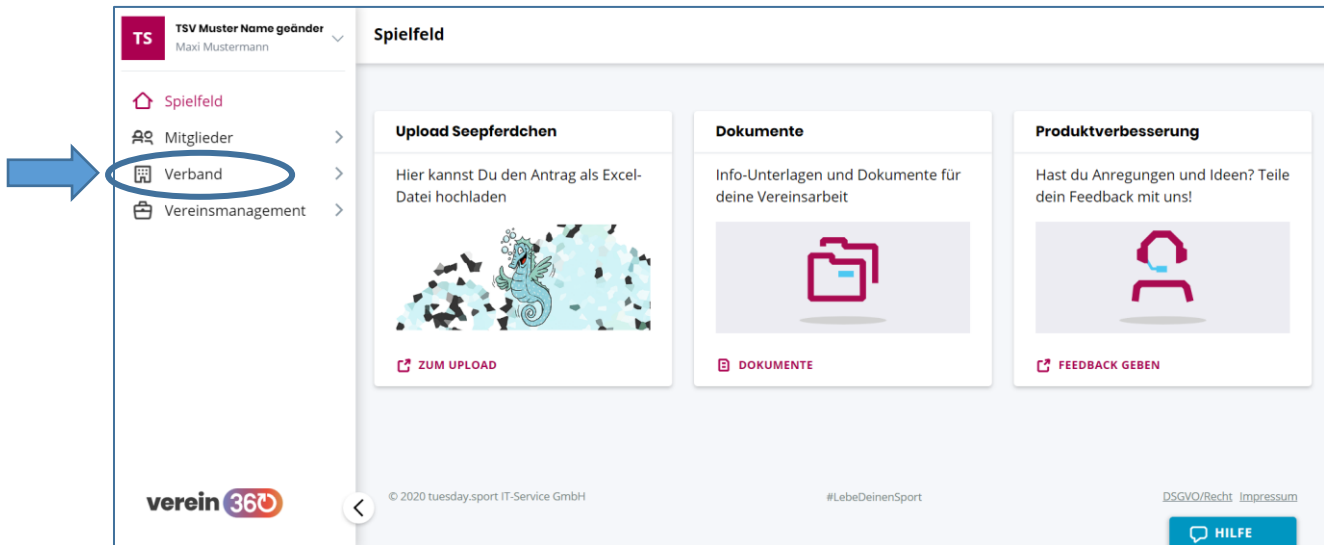 TS
TSV Muster Name geänder
Maxi Mustermann
Spielfeld
Spielfeld
Mitglieder
Verband
Vereinsmanagement
Upload Seepferdchen
Hier kannst Du den Antrag als Excel-
Datei hochladen
ZUM UPLOAD
Dokumente
Info-Unterlagen und Dokumente für
deine Vereinsarbeit
DOKUMENTE
Produktverbesserung
Hast du Anregungen und Ideen? Teile
dein Feedback mit uns!
FEEDBACK GEBEN
verein 360
© 2020 tuesday.sport IT-Service GmbH
#LebeDeinenSport
DSGVO/Recht Impressum
HILFE